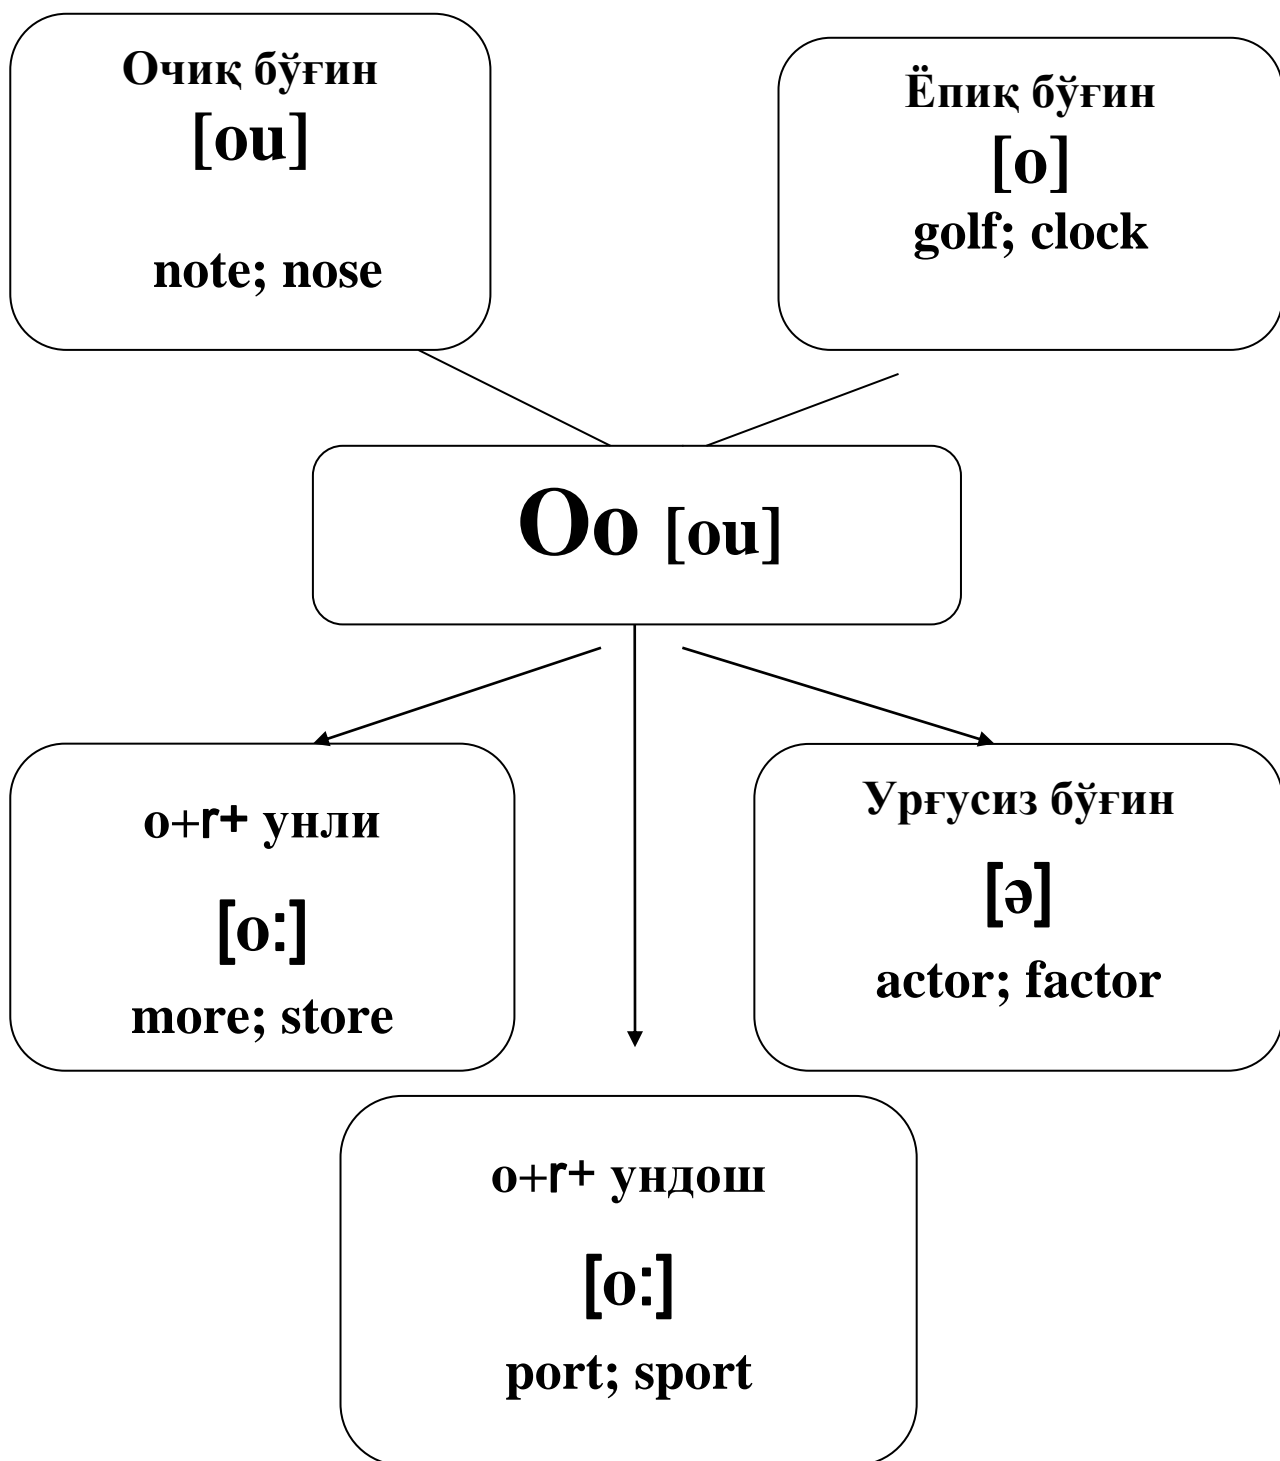 Очиқ бўғин
[ou]
note; nose
Ёпиқ бўғин
[o]
golf; clock
Oo [ou]
o+r+ унли
[o:]
more; store
Урғусиз бўғин
[ə]
actor; factor
o+r+ ундош
[o:]
port; sport